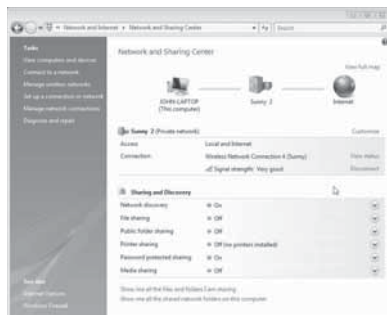 Network and Internet ▸ Network and Sharing Center
Search
Tasks
View computers and devices
Connect to a network
Manage wireless networks
Set up a connection or network
Manage network connections
Diagnose and repair
See also
Internet Options
Windows Firewall
Network and Sharing Center
View full map
JOHN-LAPTOP
(This computer)
Sunny 2
Internet
Sunny 2 (Private network)
Customize
Access
Local and Internet
Connection
Wireless Network Connection 4 (Sunny)
View status
Signal strength: Very good
Disconnect
Sharing and Discovery
Network discovery
On
File sharing
Off
Public folder sharing
Off
Printer sharing
Off (no printers installed)
Password protected sharing
On
Media sharing
Off
Show me all the files and folders I am sharing
Show me all the shared network folders on this computer